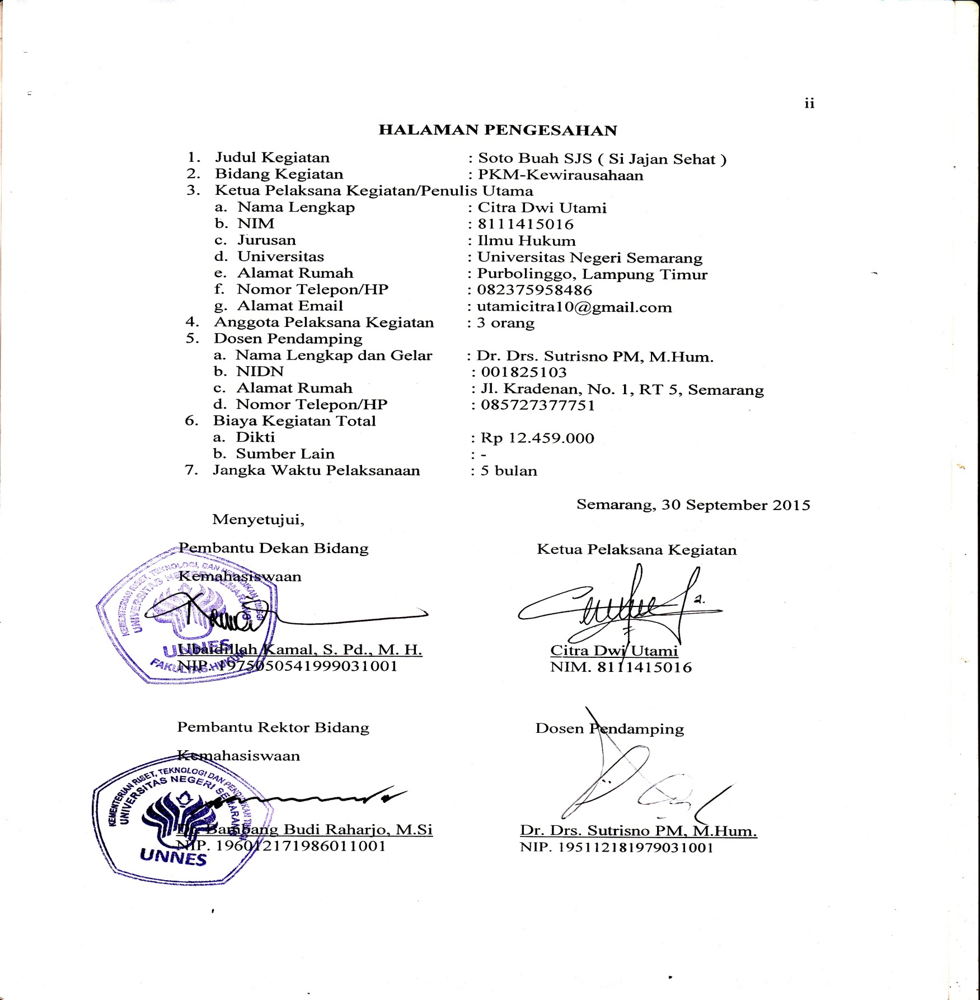 ii
HALAMAN PENGESAHAN
1. Judul Kegiatan : Soto Buah SJS ( Si Jajan Sehat )
2. Bidang Kegiatan : PKM-Kewirausahaan
3. Ketua Pelaksana Kegiatan/Penulis Utama
a. Nama Lengkap : Citra Dwi Utami
b. NIM : 8111415016
c. Jurusan : Ilmu Hukum
d. Universitas : Universitas Negeri Semarang
e. Alamat Rumah : Purbolinggo, Lampung Timur
f. Nomor Telepon/HP : 082375958486
g. Alamat Email : utamicitra10@gmail.com
4. Anggota Pelaksana Kegiatan : 3 orang
5. Dosen Pendamping
a. Nama Lengkap dan Gelar : Dr. Drs. Sutrisno PM, M.Hum.
b. NIDN : 001825103
c. Alamat Rumah : Jl. Kradenan, No. 1, RT 5, Semarang
d. Nomor Telepon/HP : 085727377751
6. Biaya Kegiatan Total
a. Dikti : Rp 12.459.000
b. Sumber Lain : -
7. Jangka Waktu Pelaksanaan : 5 bulan
Semarang, 30 September 2015
Menyetujui,
Pembantu Dekan Bidang Ketua Pelaksana Kegiatan
Kemahasiswaan
KEMENTERIAN RISET, TEKNOLOGI, DAN PENDIDIKAN TINGGI
UNIVERSITAS NEGERI SEMARANG
UNNES
FAKULTAS HUKUM
Ubaidillah Kamal, S. Pd., M. H. Citra Dwi Utami
NIP. 1975050541999031001 NIM. 8111415016
Pembantu Rektor Bidang Dosen Pendamping
Kemahasiswaan
KEMENTERIAN RISET, TEKNOLOGI DAN PENDIDIKAN TINGGI
UNIVERSITAS NEGERI SEMARANG
UNNES
Dr. Bambang Budi Raharjo, M.Si Dr. Drs. Sutrisno PM, M.Hum.
NIP. 196012171986011001 NIP. 195112181979031001